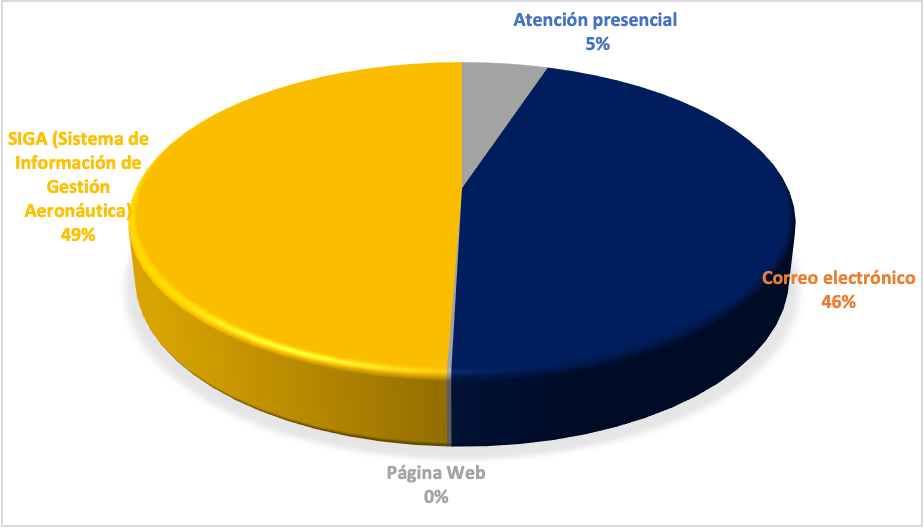 Atención presencial
5%
SIGA (Sistema de
Información de
Gestión
Aeronáutica)
49%
Correo electrónico
46%
Página Web
0%